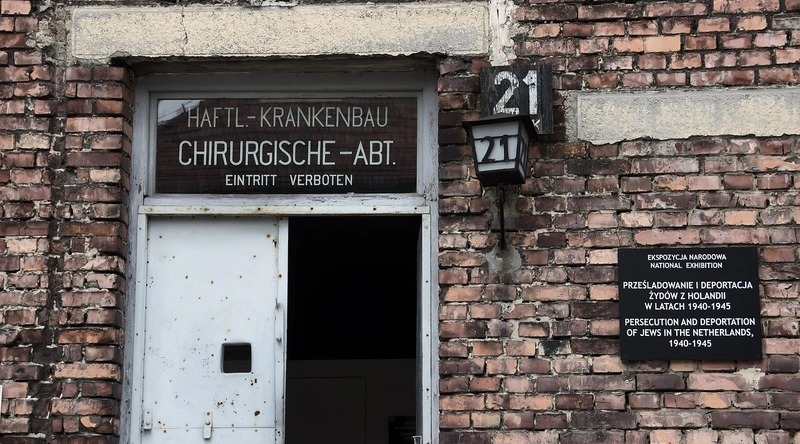 HAFTL.-KRANKENBAU
CHIRURGISCHE-ABT.
EINTRITT VERBOTEN
21
21
EKSPOZYCJA NARODOWA
NATIONAL EXHIBITION
PRZEŚLADOWANIE I DEPORTACJA
ŻYDÓW Z HOLANDII
W LATACH 1940-1945
PERSECUTION AND DEPORTATION
OF JEWS IN THE NETHERLANDS,
1940-1945